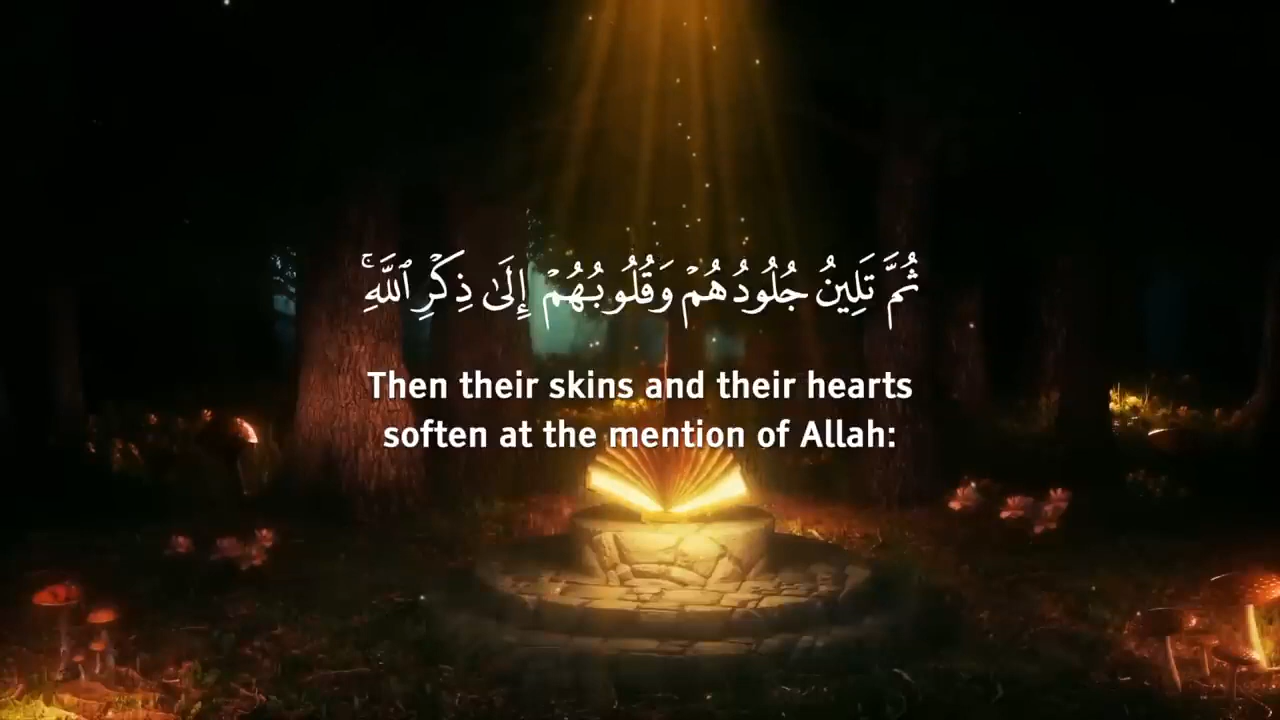 ثُمَّ تَلِينُ جُلُودُهُمْ وَقُلُوبُهُمْ إِلَىٰ ذِكْرِ ٱللَّهِ ۚ
Then their skins and their hearts
soften at the mention of Allah: